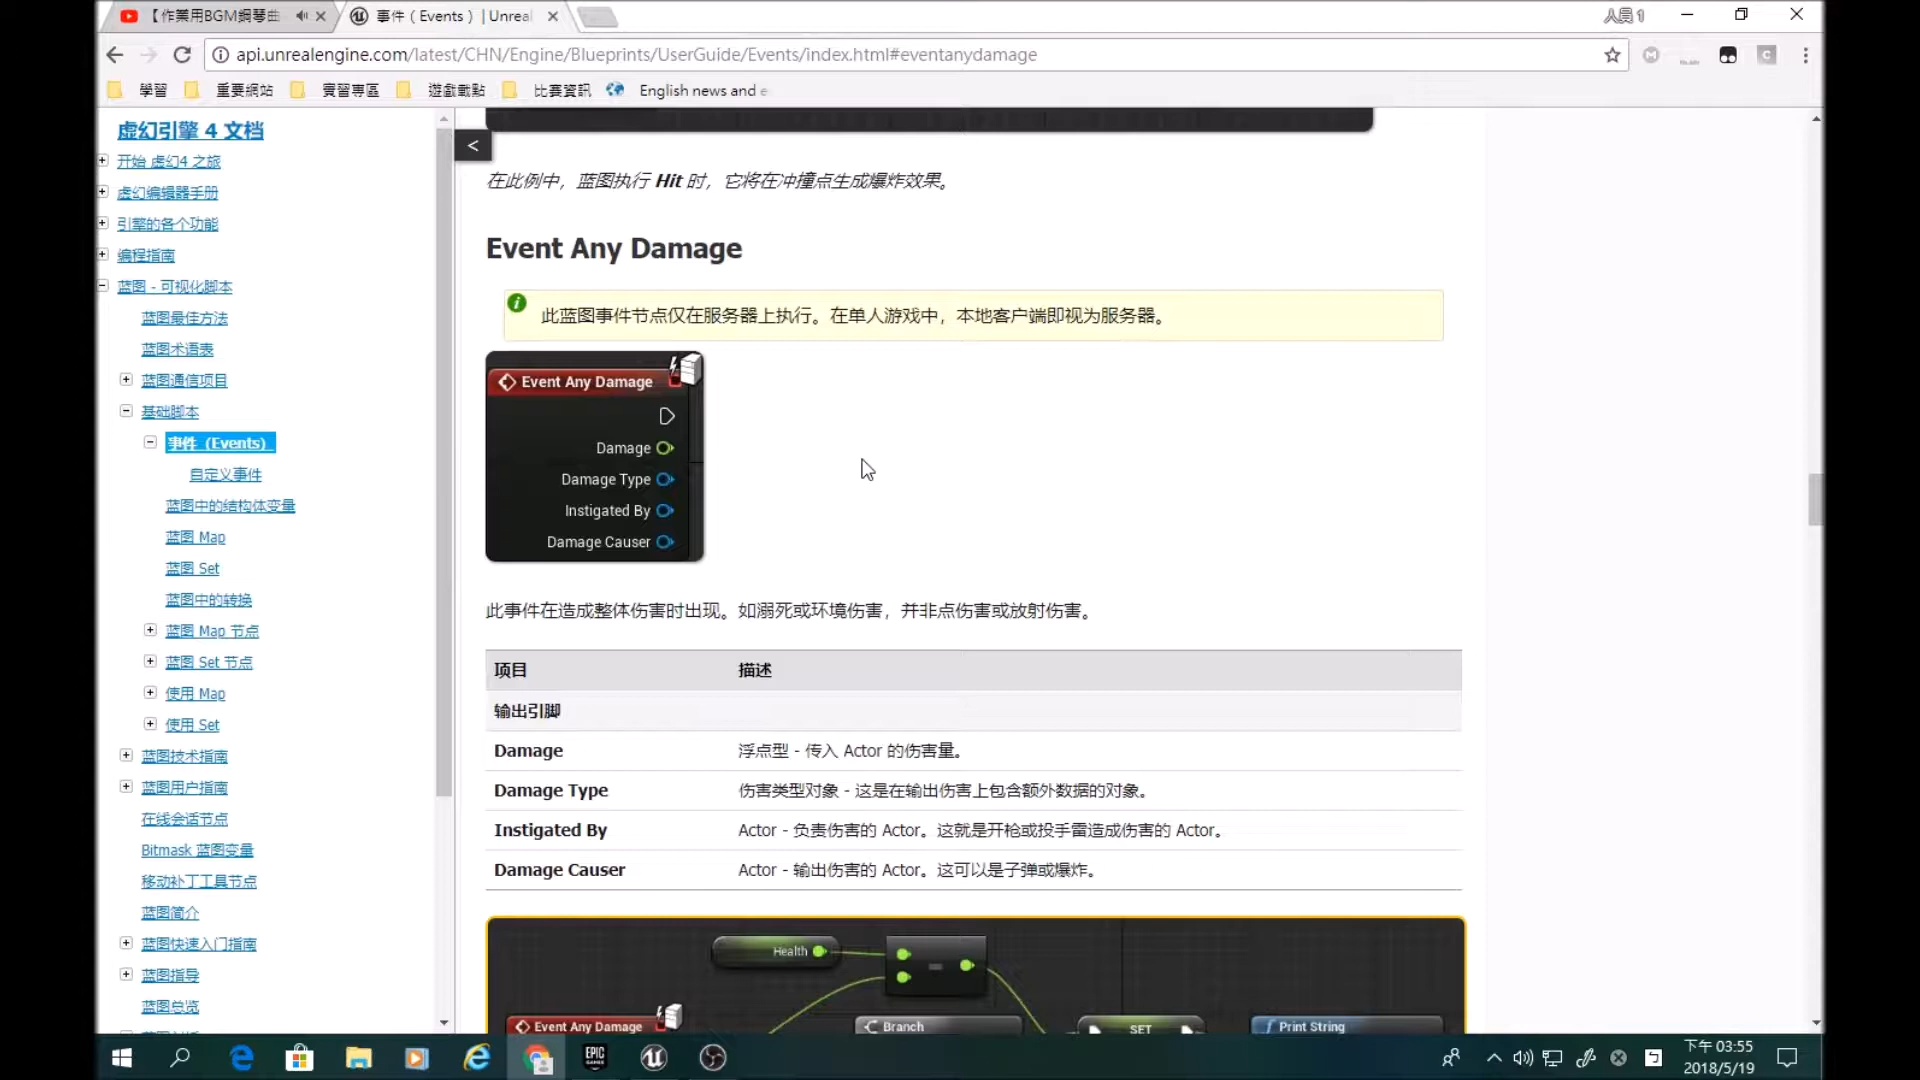 【作業用BGM鋼琴曲
事件（Events）| Unreal
人員 1
api.unrealengine.com/latest/CHN/Engine/Blueprints/UserGuide/Events/index.html#eventanydamage
學習
重要網站
實習專區
遊戲載點
比賽資訊
English news and e
虚幻引擎 4 文档
开始 虚幻4 之旅
虚幻编辑器手册
引擎的各个功能
编程指南
蓝图 - 可视化脚本
蓝图最佳方法
蓝图术语表
蓝图通信项目
基础脚本
事件（Events）
自定义事件
蓝图中的结构体变量
蓝图 Map
蓝图 Set
蓝图中的转换
蓝图 Map 节点
蓝图 Set 节点
使用 Map
使用 Set
蓝图技术指南
蓝图用户指南
在线会话节点
Bitmask 蓝图变量
移动补丁工具节点
蓝图简介
蓝图快速入门指南
蓝图指导
蓝图总览
<
在此例中，蓝图执行 Hit 时，它将在冲撞点生成爆炸效果。
Event Any Damage
此蓝图事件节点仅在服务器上执行。在单人游戏中，本地客户端即视为服务器。
Event Any Damage
Damage
Damage Type
Instigated By
Damage Causer
此事件在造成整体伤害时出现。如溺死或环境伤害，并非点伤害或放射伤害。
项目 描述
输出引脚
Damage 浮点型 - 传入 Actor 的伤害量。
Damage Type 伤害类型对象 - 这是在输出伤害上包含额外数据的对象。
Instigated By Actor - 负责伤害的 Actor。这就是开枪或投手雷造成伤害的 Actor。
Damage Causer Actor - 输出伤害的 Actor。这可以是子弹或爆炸。
Health
Event Any Damage
Branch
SET
Print String
EPIC GAMES
下午 03:55
2018/5/19